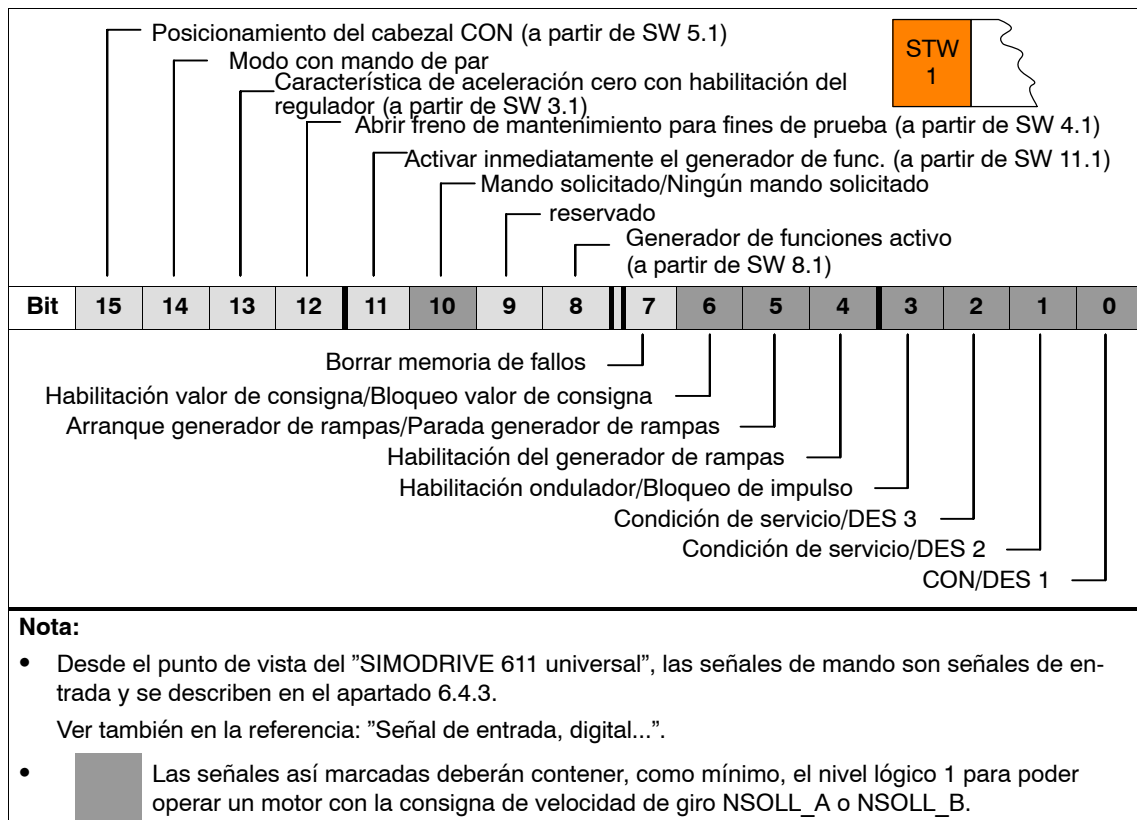 Posicionamiento del cabezal CON (a partir de SW 5.1)
STW
1
Modo con mando de par
Característica de aceleración cero con habilitación del
regulador (a partir de SW 3.1)
Abrir freno de mantenimiento para fines de prueba (a partir de SW 4.1)
Activar inmediatamente el generador de func. (a partir de SW 11.1)
Mando solicitado/Ningún mando solicitado
reservado
Generador de funciones activo
(a partir de SW 8.1)
Bit 15 14 13 12 11 10 9 8 7 6 5 4 3 2 1 0
Borrar memoria de fallos
Habilitación valor de consigna/Bloqueo valor de consigna
Arranque generador de rampas/Parada generador de rampas
Habilitación del generador de rampas
Habilitación ondulador/Bloqueo de impulso
Condición de servicio/DES 3
Condición de servicio/DES 2
CON/DES 1
Nota:
• Desde el punto de vista del ”SIMODRIVE 611 universal”, las señales de mando son señales de en-
trada y se describen en el apartado 6.4.3.
Ver también en la referencia: ”Señal de entrada, digital...”.
• Las señales así marcadas deberán contener, como mínimo, el nivel lógico 1 para poder
operar un motor con la consigna de velocidad de giro NSOLL_A o NSOLL_B.